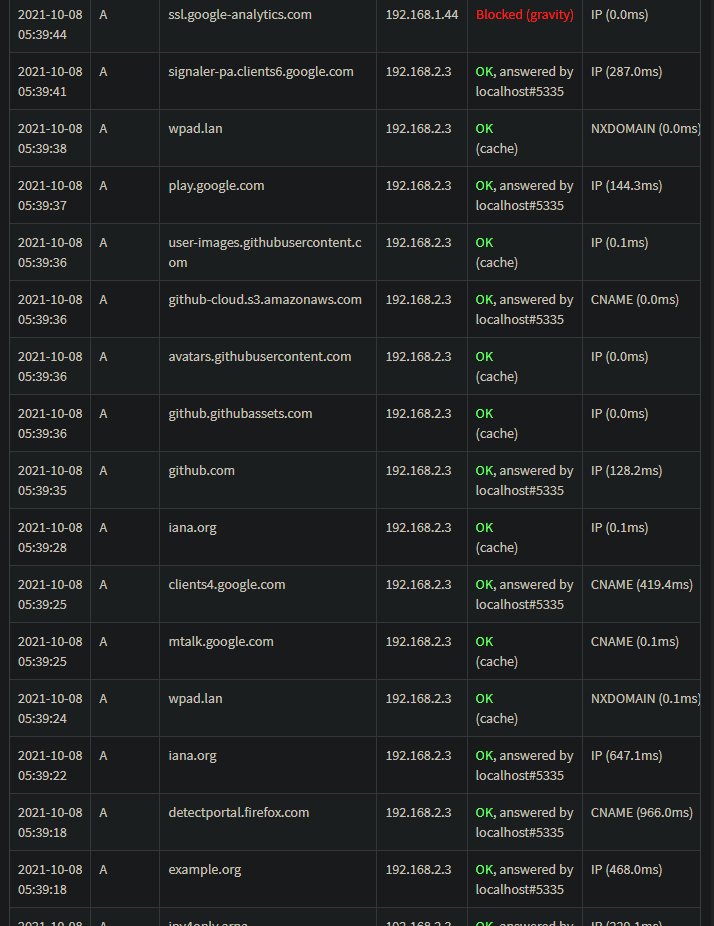 2021-10-08 A ssl.google-analytics.com 192.168.1.44 Blocked (gravity) IP (0.0ms)
05:39:44
2021-10-08 A signaler-pa.clients6.google.com 192.168.2.3 OK, answered by IP (287.0ms)
05:39:41 localhost#5335
2021-10-08 A wpad.lan 192.168.2.3 OK NXDOMAIN (0.0ms)
05:39:38 (cache)
2021-10-08 A play.google.com 192.168.2.3 OK, answered by IP (144.3ms)
05:39:37 localhost#5335
2021-10-08 A user-images.githubusercontent.c 192.168.2.3 OK IP (0.1ms)
05:39:36 om (cache)
2021-10-08 A github-cloud.s3.amazonaws.com 192.168.2.3 OK, answered by CNAME (0.0ms)
05:39:36 localhost#5335
2021-10-08 A avatars.githubusercontent.com 192.168.2.3 OK IP (0.0ms)
05:39:36 (cache)
2021-10-08 A github.githubassets.com 192.168.2.3 OK IP (0.0ms)
05:39:36 (cache)
2021-10-08 A github.com 192.168.2.3 OK, answered by IP (128.2ms)
05:39:35 localhost#5335
2021-10-08 A iana.org 192.168.2.3 OK IP (0.1ms)
05:39:28 (cache)
2021-10-08 A clients4.google.com 192.168.2.3 OK, answered by CNAME (419.4ms)
05:39:25 localhost#5335
2021-10-08 A mtalk.google.com 192.168.2.3 OK CNAME (0.1ms)
05:39:25 (cache)
2021-10-08 A wpad.lan 192.168.2.3 OK NXDOMAIN (0.1ms)
05:39:24 (cache)
2021-10-08 A iana.org 192.168.2.3 OK, answered by IP (647.1ms)
05:39:22 localhost#5335
2021-10-08 A detectportal.firefox.com 192.168.2.3 OK, answered by CNAME (966.0ms)
05:39:18 localhost#5335
2021-10-08 A example.org 192.168.2.3 OK, answered by IP (468.0ms)
05:39:18 localhost#5335
2021-10-08 A 192.168.2.3 OK, answered by